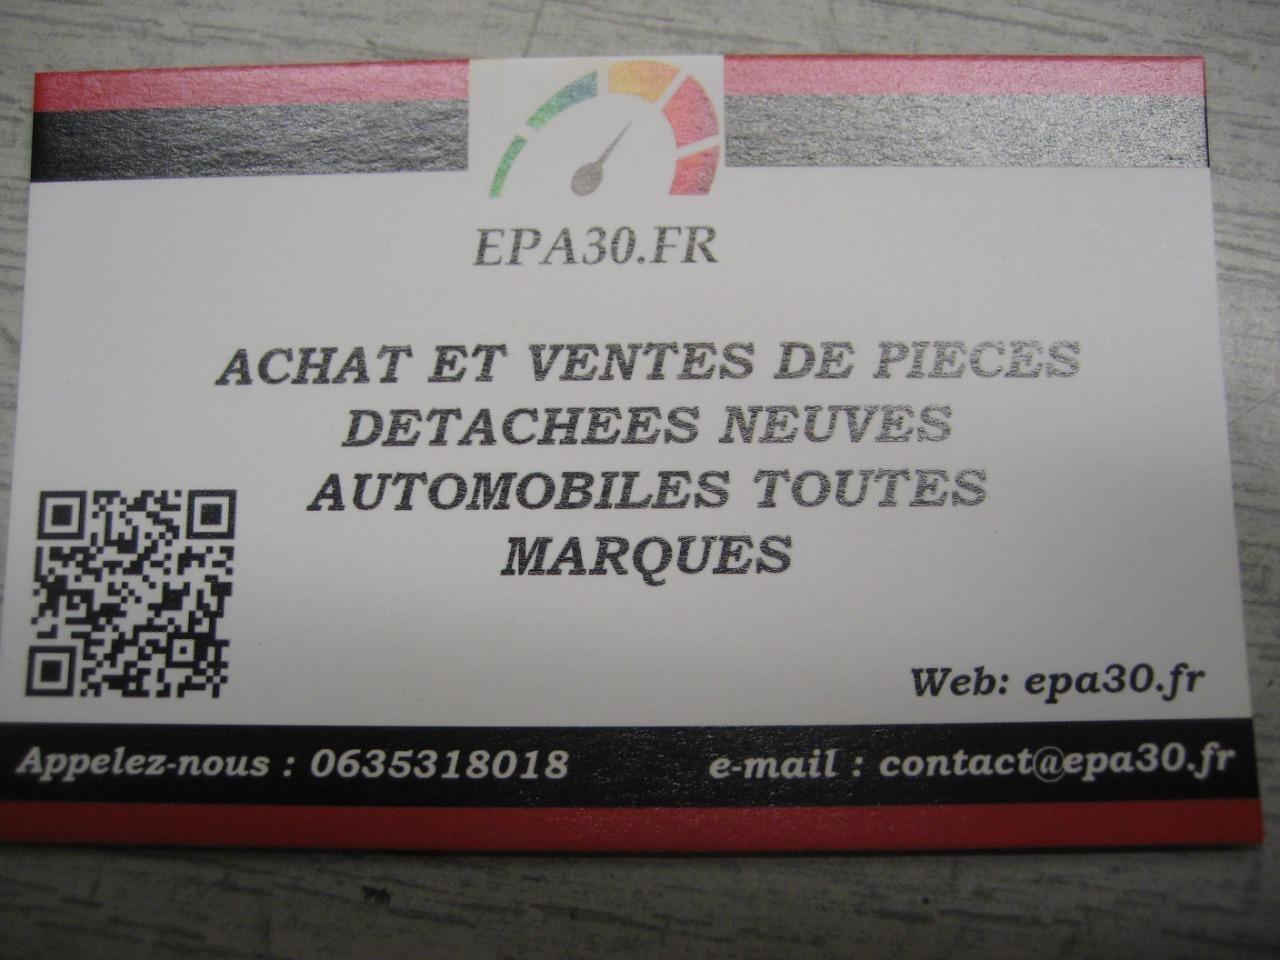 EPA30.FR
ACHAT ET VENTES DE PIECES
DETACHEES NEUVES
AUTOMOBILES TOUTES
MARQUES
Web: epa30.fr
Appelez-nous : 0635318018
e-mail : contact@epa30.fr